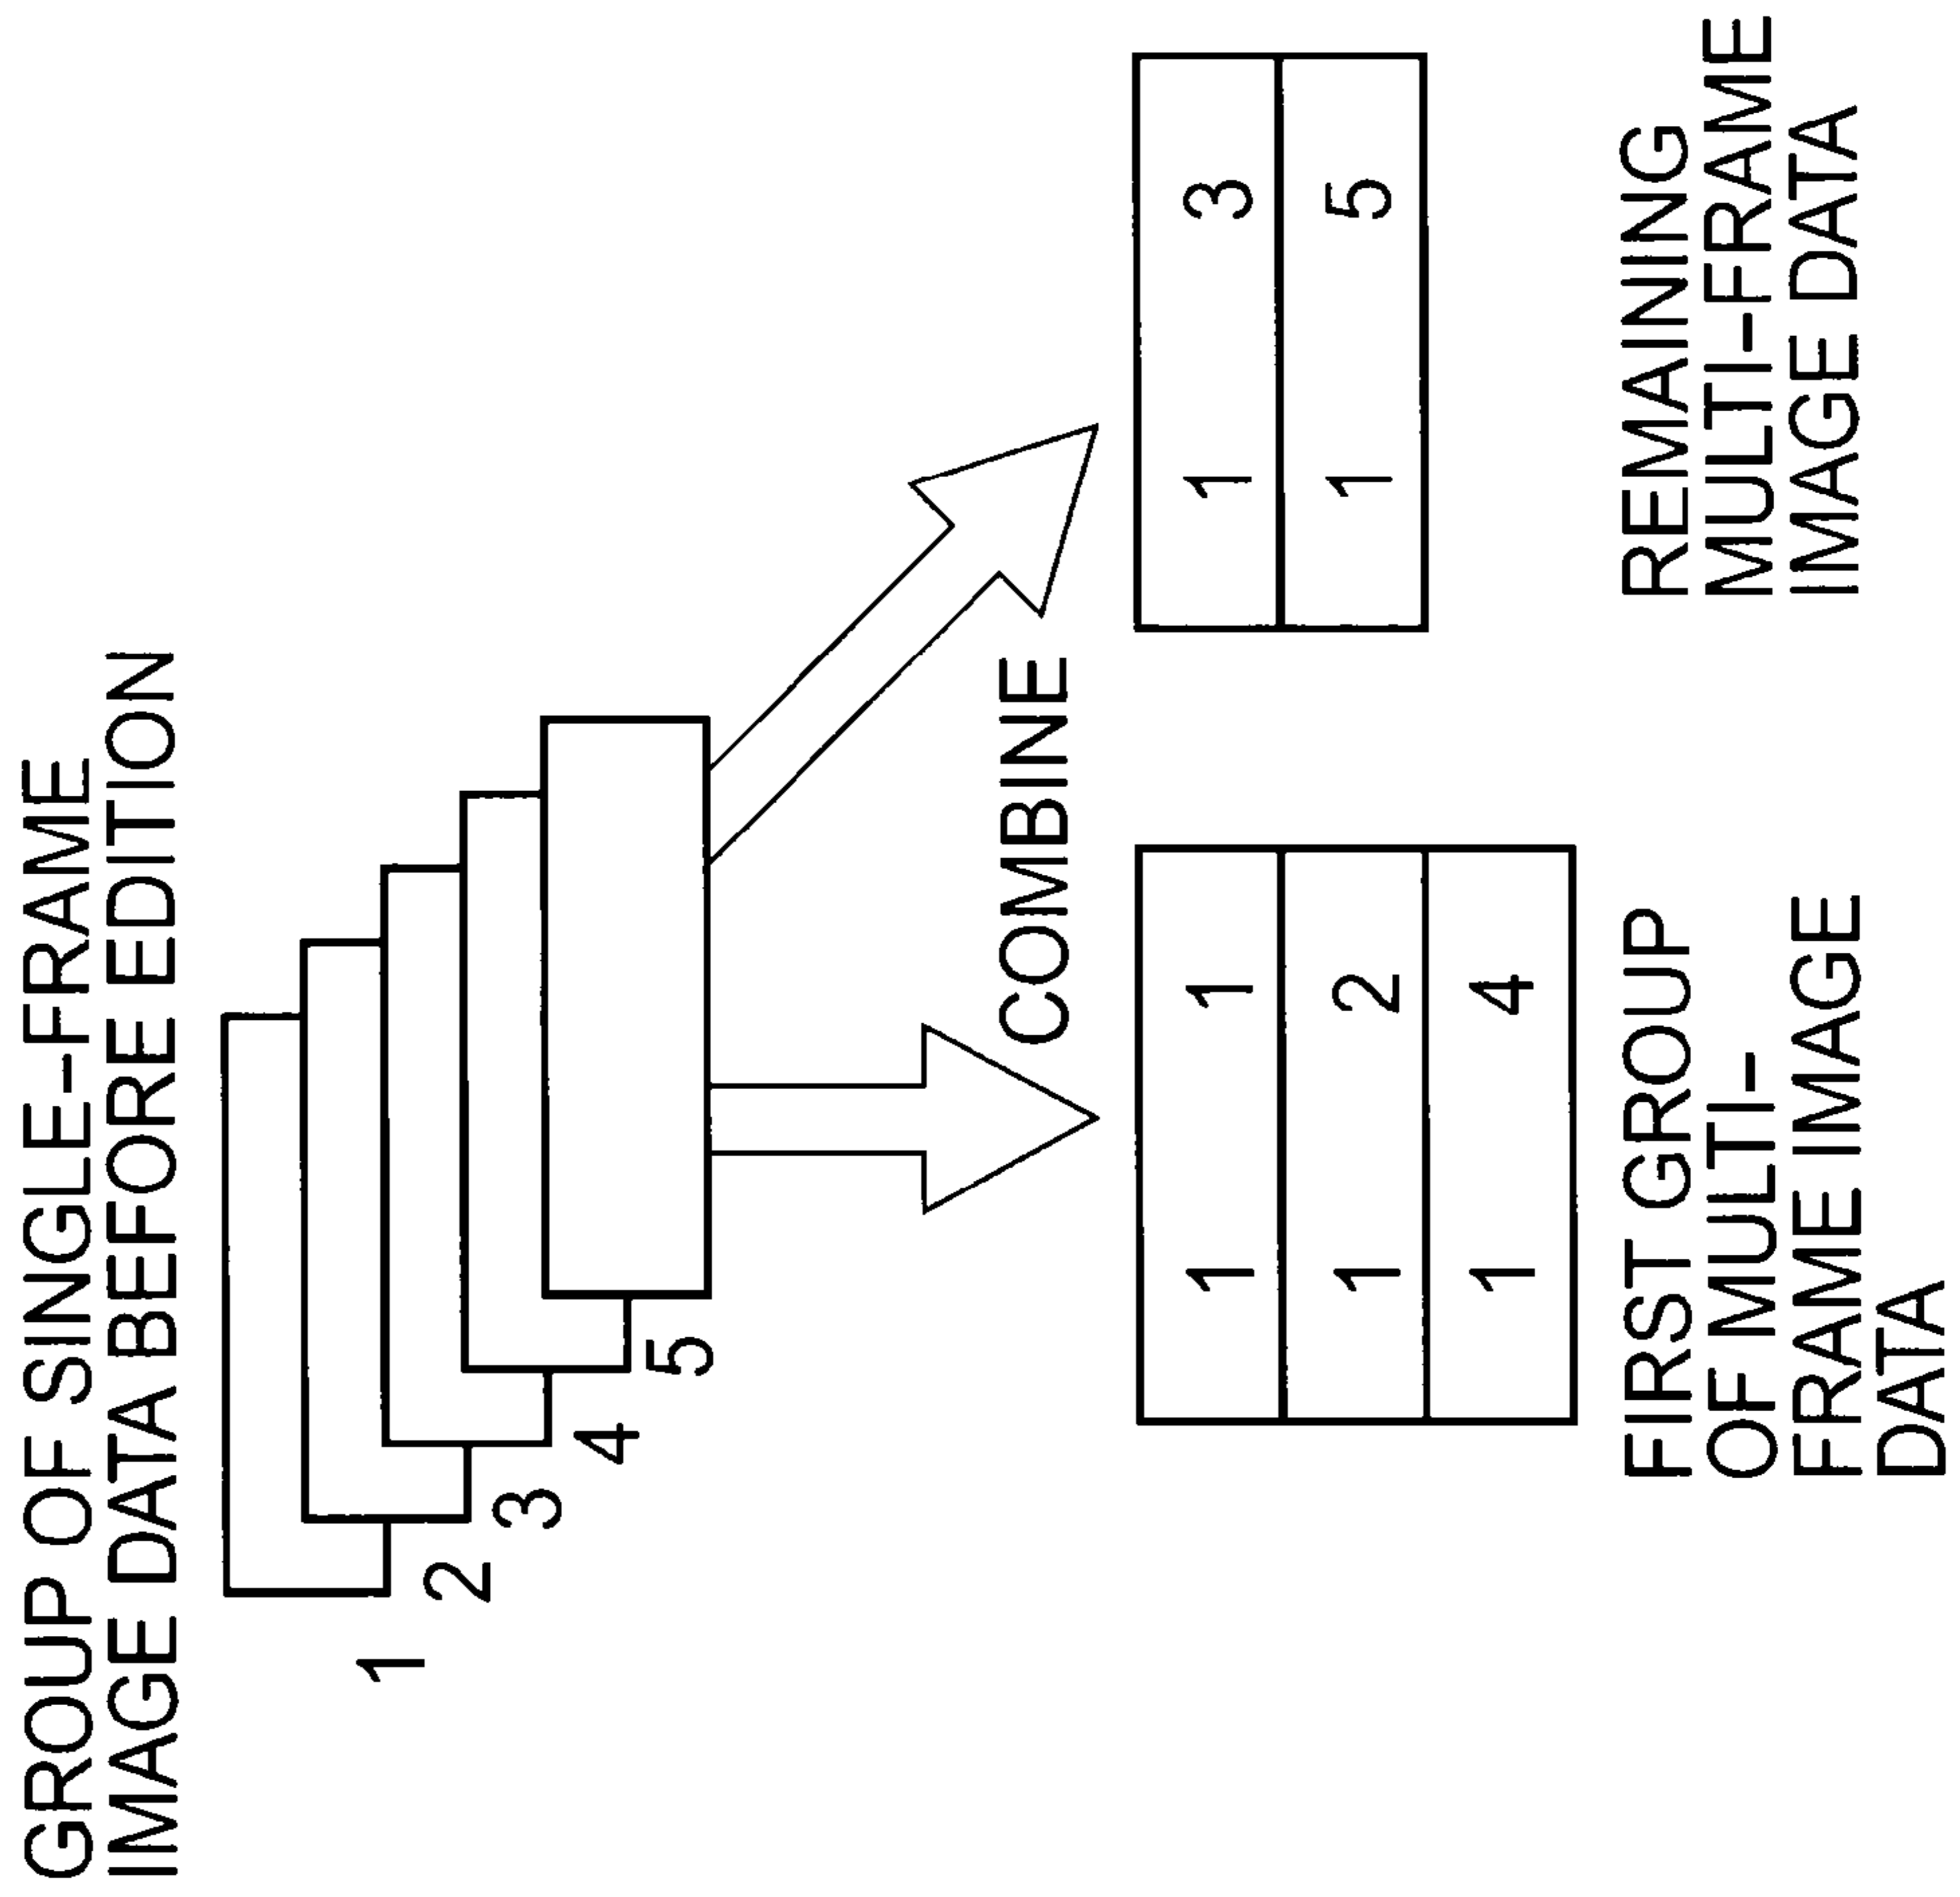 GROUP OF SINGLE-FRAME
IMAGE DATA BEFORE EDITION
1
2
3
4
5
COMBINE
1 1
1 2
1 4
FIRST GROUP
OF MULTI-
FRAME IMAGE
DATA
1 3
1 5
REMAINING
MULTI-FRAME
IMAGE DATA